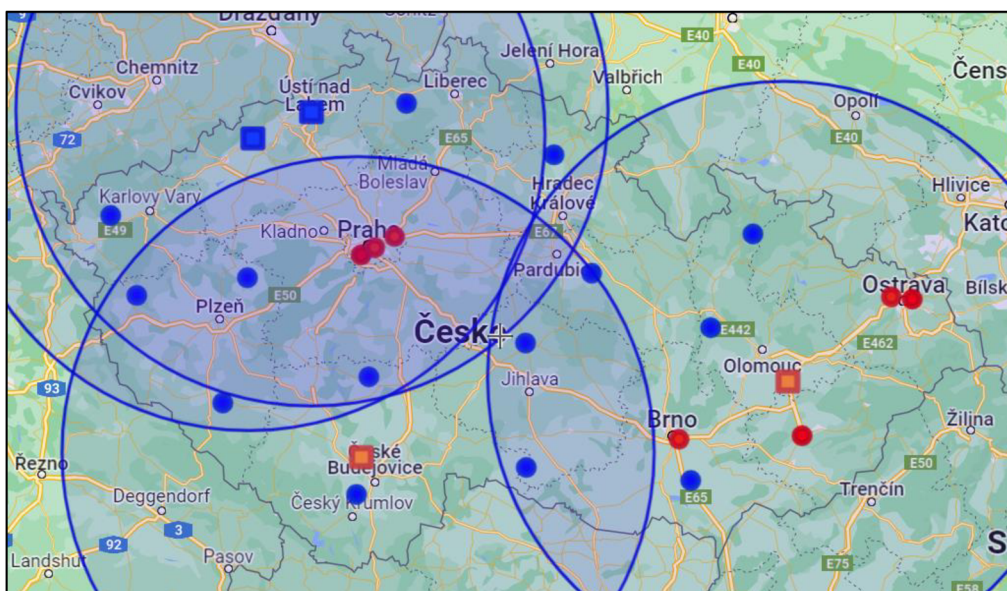 9
Drážďany
Jelení Hora
E40
E40
Čens
Chemnitz
Cvikov
Ústí nad
Labem
Liberec
Valbřich
Opolí
E40
72
E65
Mladá
Boleslav
Karlovy Vary
E49
Kladno
Praha
Hradec
Králové
E67
Pardubi
Hlivice
Kato
Plzeň
E50
Česk
Ostrava
Bílsk
E442
E462
Olomouc
93
Jihlava
Brno
Žilina
Řezno
České
Budějovice
E50
Deggendorf
Český Krumlov
E65
Trenčín
3
92
Pasov
Landshu
E75
S
E58